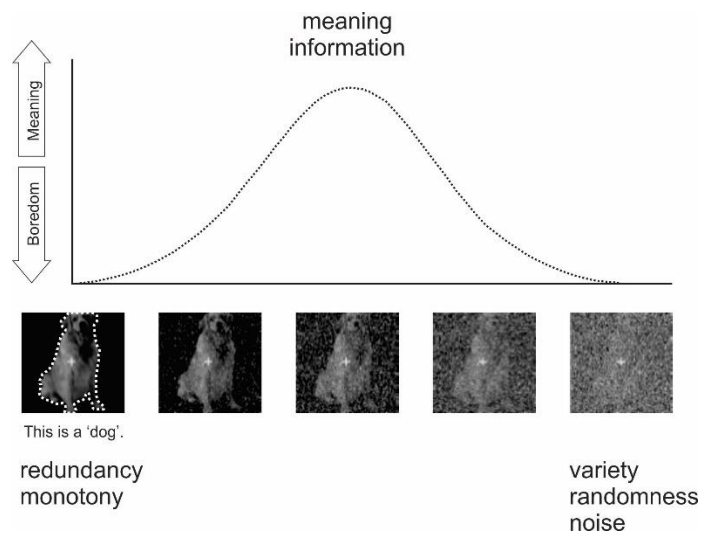 meaning
information
Meaning
Boredom
This is a 'dog'.
redundancy
monotony
variety
randomness
noise